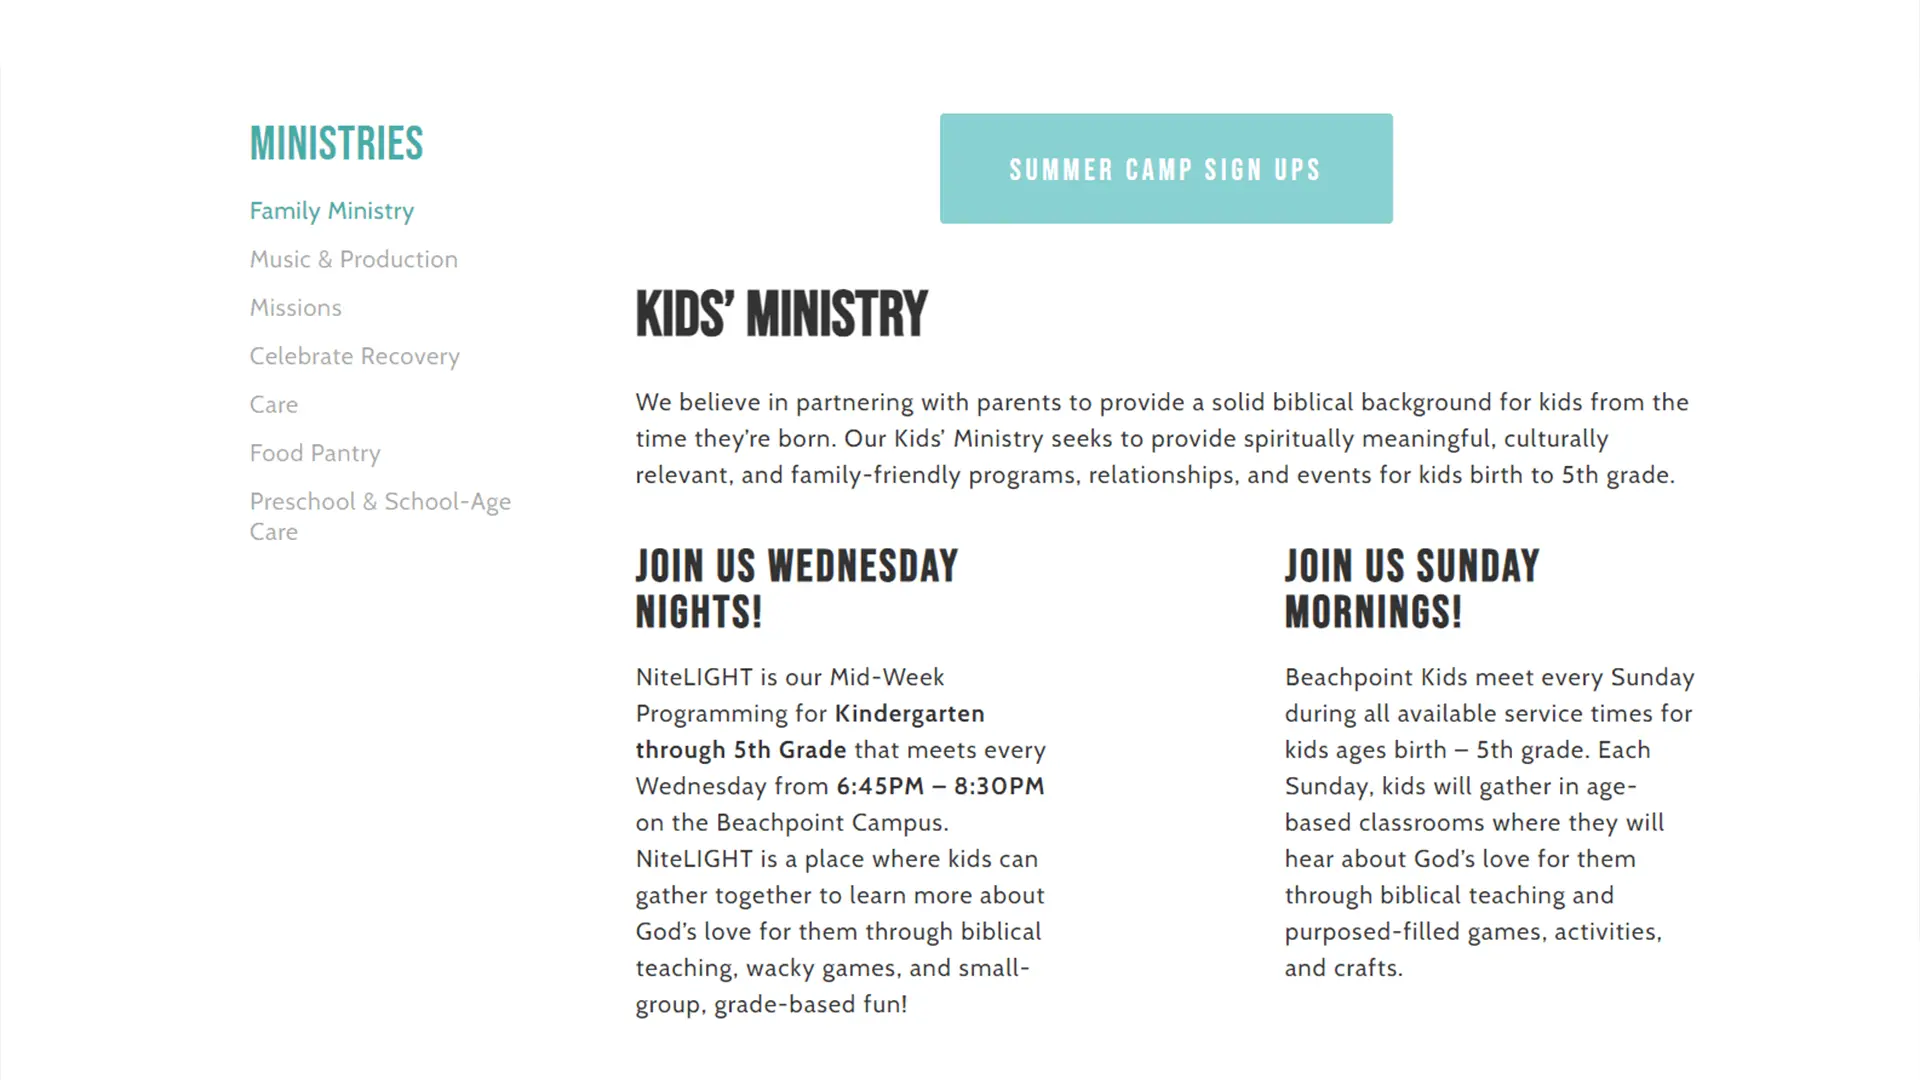 MINISTRIES
Family Ministry
Music & Production
Missions
Celebrate Recovery
Care
Food Pantry
Preschool & School-Age
Care
SUMMER CAMP SIGN UPS
KIDS’ MINISTRY
We believe in partnering with parents to provide a solid biblical background for kids from the
time they’re born. Our Kids’ Ministry seeks to provide spiritually meaningful, culturally
relevant, and family-friendly programs, relationships, and events for kids birth to 5th grade.
JOIN US WEDNESDAY
NIGHTS!
NiteLIGHT is our Mid-Week
Programming for Kindergarten
through 5th Grade that meets every
Wednesday from 6:45PM – 8:30PM
on the Beachpoint Campus.
NiteLIGHT is a place where kids can
gather together to learn more about
God’s love for them through biblical
teaching, wacky games, and small-
group, grade-based fun!
JOIN US SUNDAY
MORNINGS!
Beachpoint Kids meet every Sunday
during all available service times for
kids ages birth – 5th grade. Each
Sunday, kids will gather in age-
based classrooms where they will
hear about God’s love for them
through biblical teaching and
purposed-filled games, activities,
and crafts.